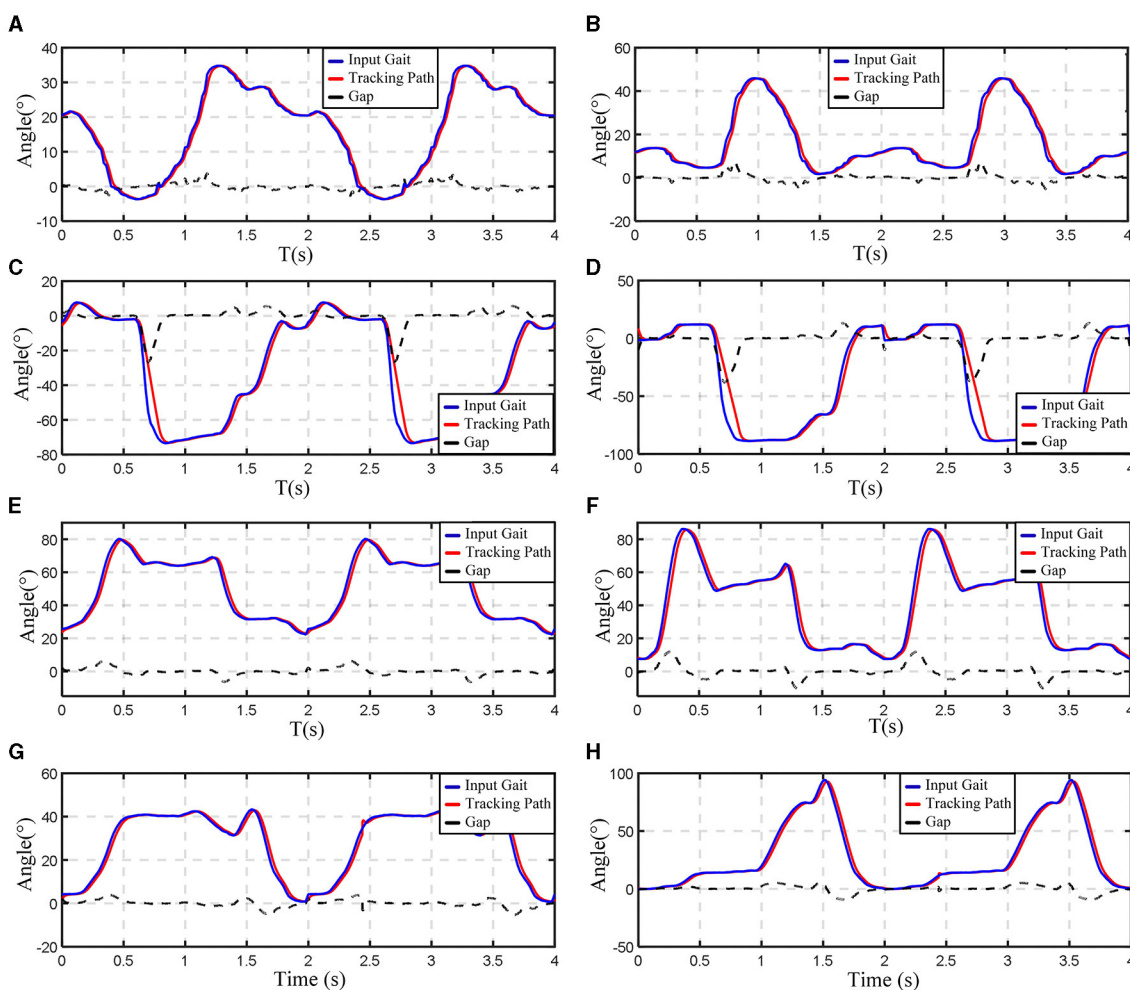 A
40
30
20
10
0
-10
Angle(°)
0 0.5 1 1.5 2 2.5 3 3.5 4
T(s)
Input Gait
Tracking Path
Gap
B
60
40
20
0
-20
Angle(°)
0 0.5 1 1.5 2 2.5 3 3.5 4
T(s)
Input Gait
Tracking Path
Gap
C
20
0
-20
-40
-60
-80
Angle(°)
0 0.5 1 1.5 2 2.5 3 3.5 4
T(s)
Input Gait
Tracking Path
Gap
D
50
0
-50
-100
Angle(°)
0 0.5 1 1.5 2 2.5 3 3.5 4
T(s)
Input Gait
Tracking Path
Gap
E
80
60
40
20
0
Angle(°)
0 0.5 1 1.5 2 2.5 3 3.5 4
T(s)
Input Gait
Tracking Path
Gap
F
80
60
40
20
0
Angle(°)
0 0.5 1 1.5 2 2.5 3 3.5 4
T(s)
Input Gait
Tracking Path
Gap
G
60
40
20
0
-20
Angle(°)
0 0.5 1 1.5 2 2.5 3 3.5 4
Time (s)
Input Gait
Tracking Path
Gap
H
100
50
0
-50
Angle(°)
0 0.5 1 1.5 2 2.5 3 3.5 4
Time (s)
Input Gait
Tracking Path
Gap